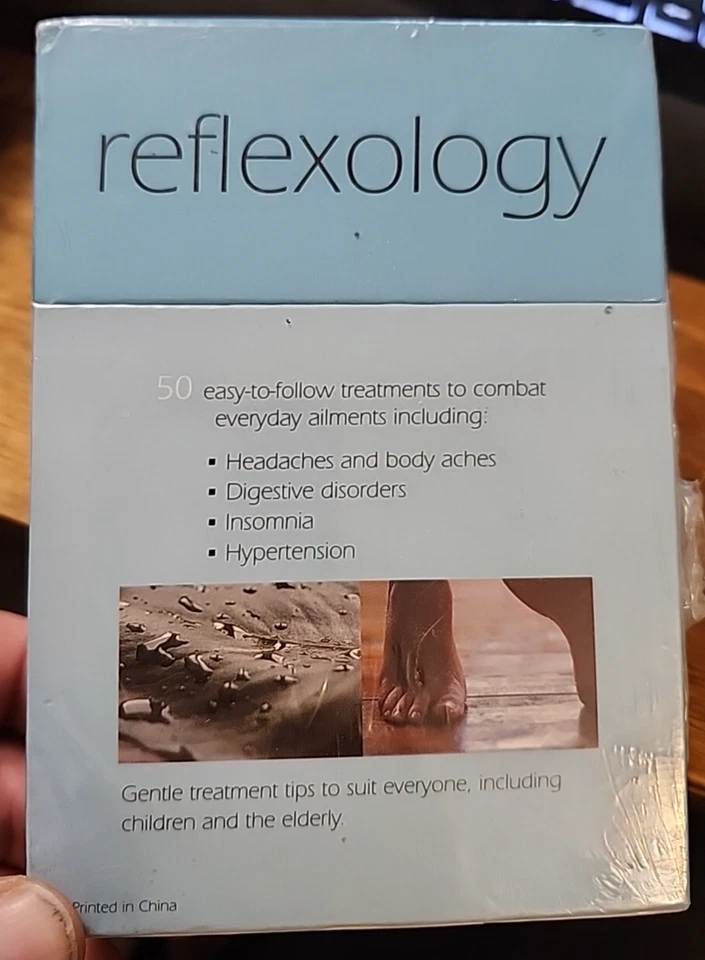 reflexology
50 easy-to-follow treatments to combat
everyday ailments including:
▪ Headaches and body aches
▪ Digestive disorders
▪ Insomnia
▪ Hypertension
Gentle treatment tips to suit everyone, including
children and the elderly.
Printed in China